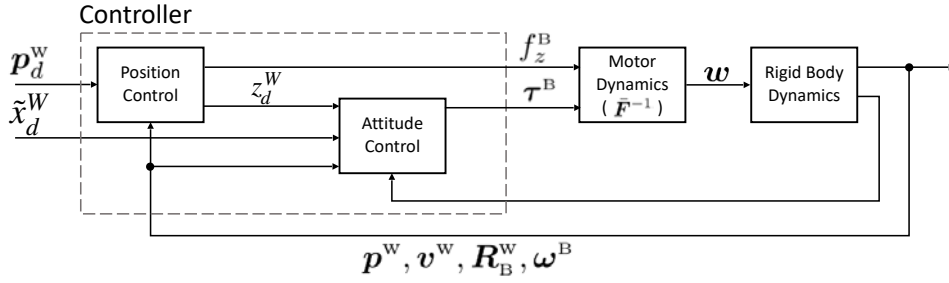 Controller
p_d^W
x̃_d^W
Position
Control
z_d^W
Attitude
Control
f_z^B
τ^B
Motor
Dynamics
( F̄^{-1} )
w
Rigid Body
Dynamics
p^W, v^W, R_B^W, ω^B